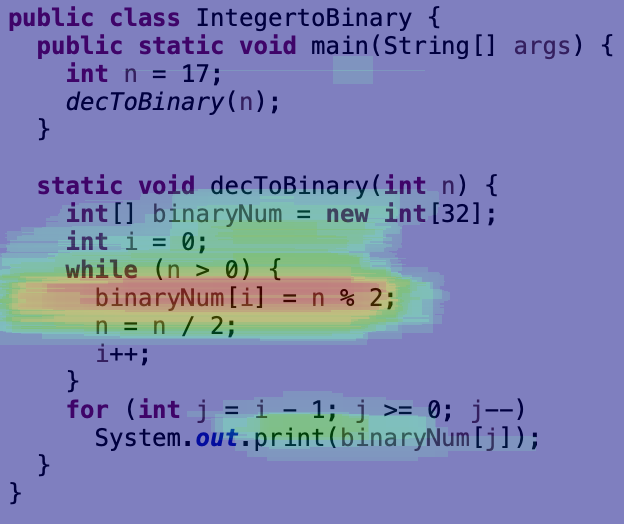 public class IntegertoBinary {
  public static void main(String[] args) {
    int n = 17;
    decToBinary(n);
  }

  static void decToBinary(int n) {
    int[] binaryNum = new int[32];
    int i = 0;
    while (n > 0) {
      binaryNum[i] = n % 2;
      n = n / 2;
      i++;
    }
    for (int j = i - 1; j >= 0; j--)
      System.out.print(binaryNum[j]);
  }
}